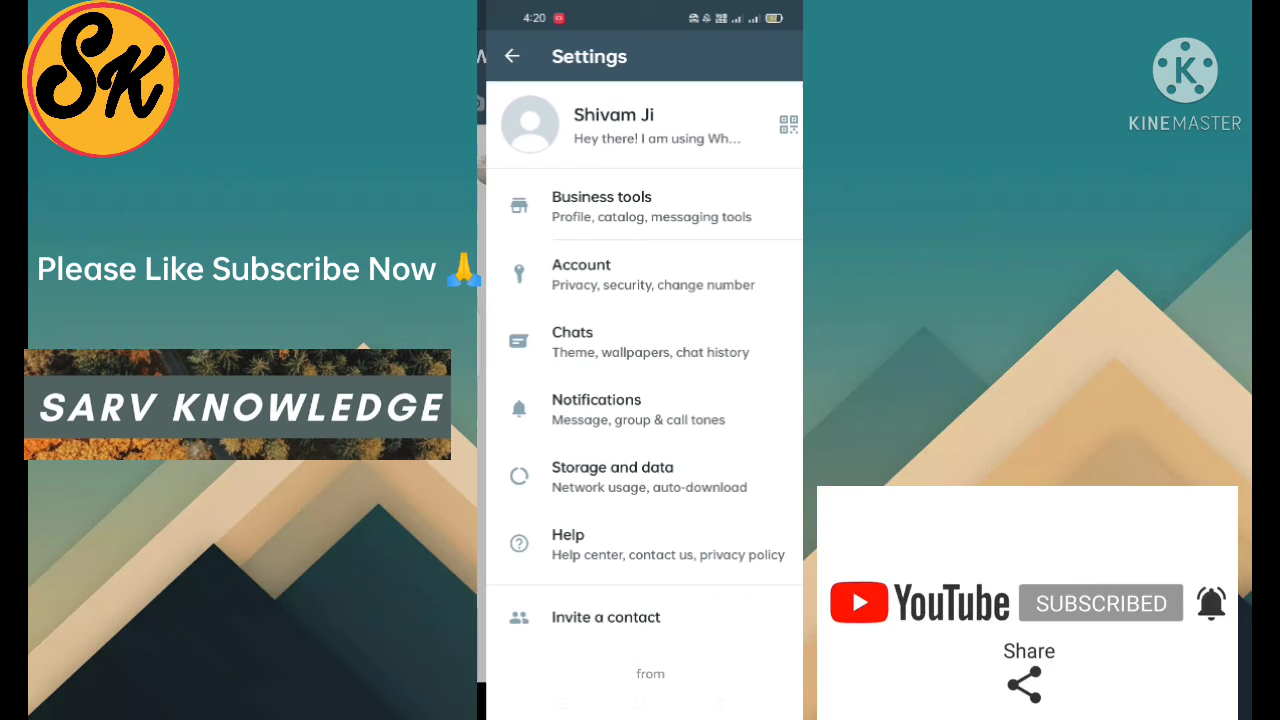 SK
Please Like Subscribe Now 🙏
SARV KNOWLEDGE
4:20
Settings
Shivam Ji
Hey there! I am using Wh...
Business tools
Profile, catalog, messaging tools
Account
Privacy, security, change number
Chats
Theme, wallpapers, chat history
Notifications
Message, group & call tones
Storage and data
Network usage, auto-download
Help
Help center, contact us, privacy policy
Invite a contact
from
K
KINEMASTER
YouTube SUBSCRIBED
Share